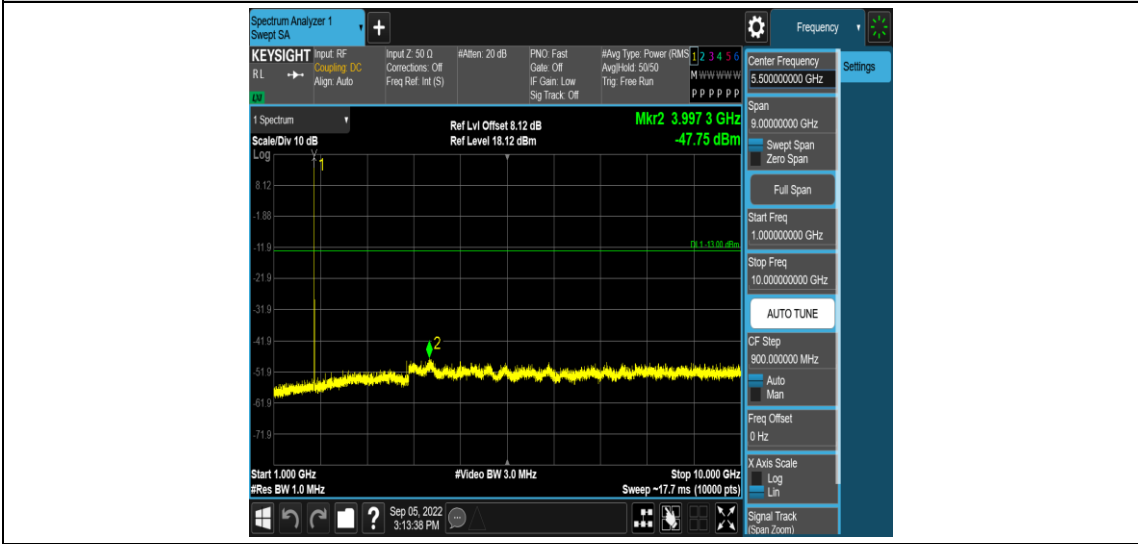 Spectrum Analyzer 1
Swept SA
+
Frequency
KEYSIGHT
RL
Input: RF
Coupling: DC
Align: Auto
Input Z: 50 Ω
Corrections: Off
Freq Ref: Int (S)
#Atten: 20 dB
PNO: Fast
Gate: Off
IF Gain: Low
Sig Track: Off
#Avg Type: Power (RMS
Avg|Hold: 50/50
Trig: Free Run
1 2 3 4 5 6
M W W W W W
P P P P P P
1 Spectrum
Scale/Div 10 dB
Log
Ref Lvl Offset 8.12 dB
Ref Level 18.12 dBm
Mkr2 3.997 3 GHz
-47.75 dBm
1
8.12
-1.88
-11.9
DL1 -13.00 dBm
-21.9
-31.9
-41.9
2
-51.9
-61.9
-71.9
Start 1.000 GHz
#Video BW 3.0 MHz
Stop 10.000 GHz
#Res BW 1.0 MHz
Sweep ~17.7 ms (10000 pts)
?
Sep 05, 2022
3:13:38 PM
Center Frequency
5.500000000 GHz
Settings
Span
9.00000000 GHz
Swept Span
Zero Span
Full Span
Start Freq
1.000000000 GHz
Stop Freq
10.000000000 GHz
AUTO TUNE
CF Step
900.000000 MHz
Auto
Man
Freq Offset
0 Hz
X Axis Scale
Log
Lin
Signal Track
(Span Zoom)